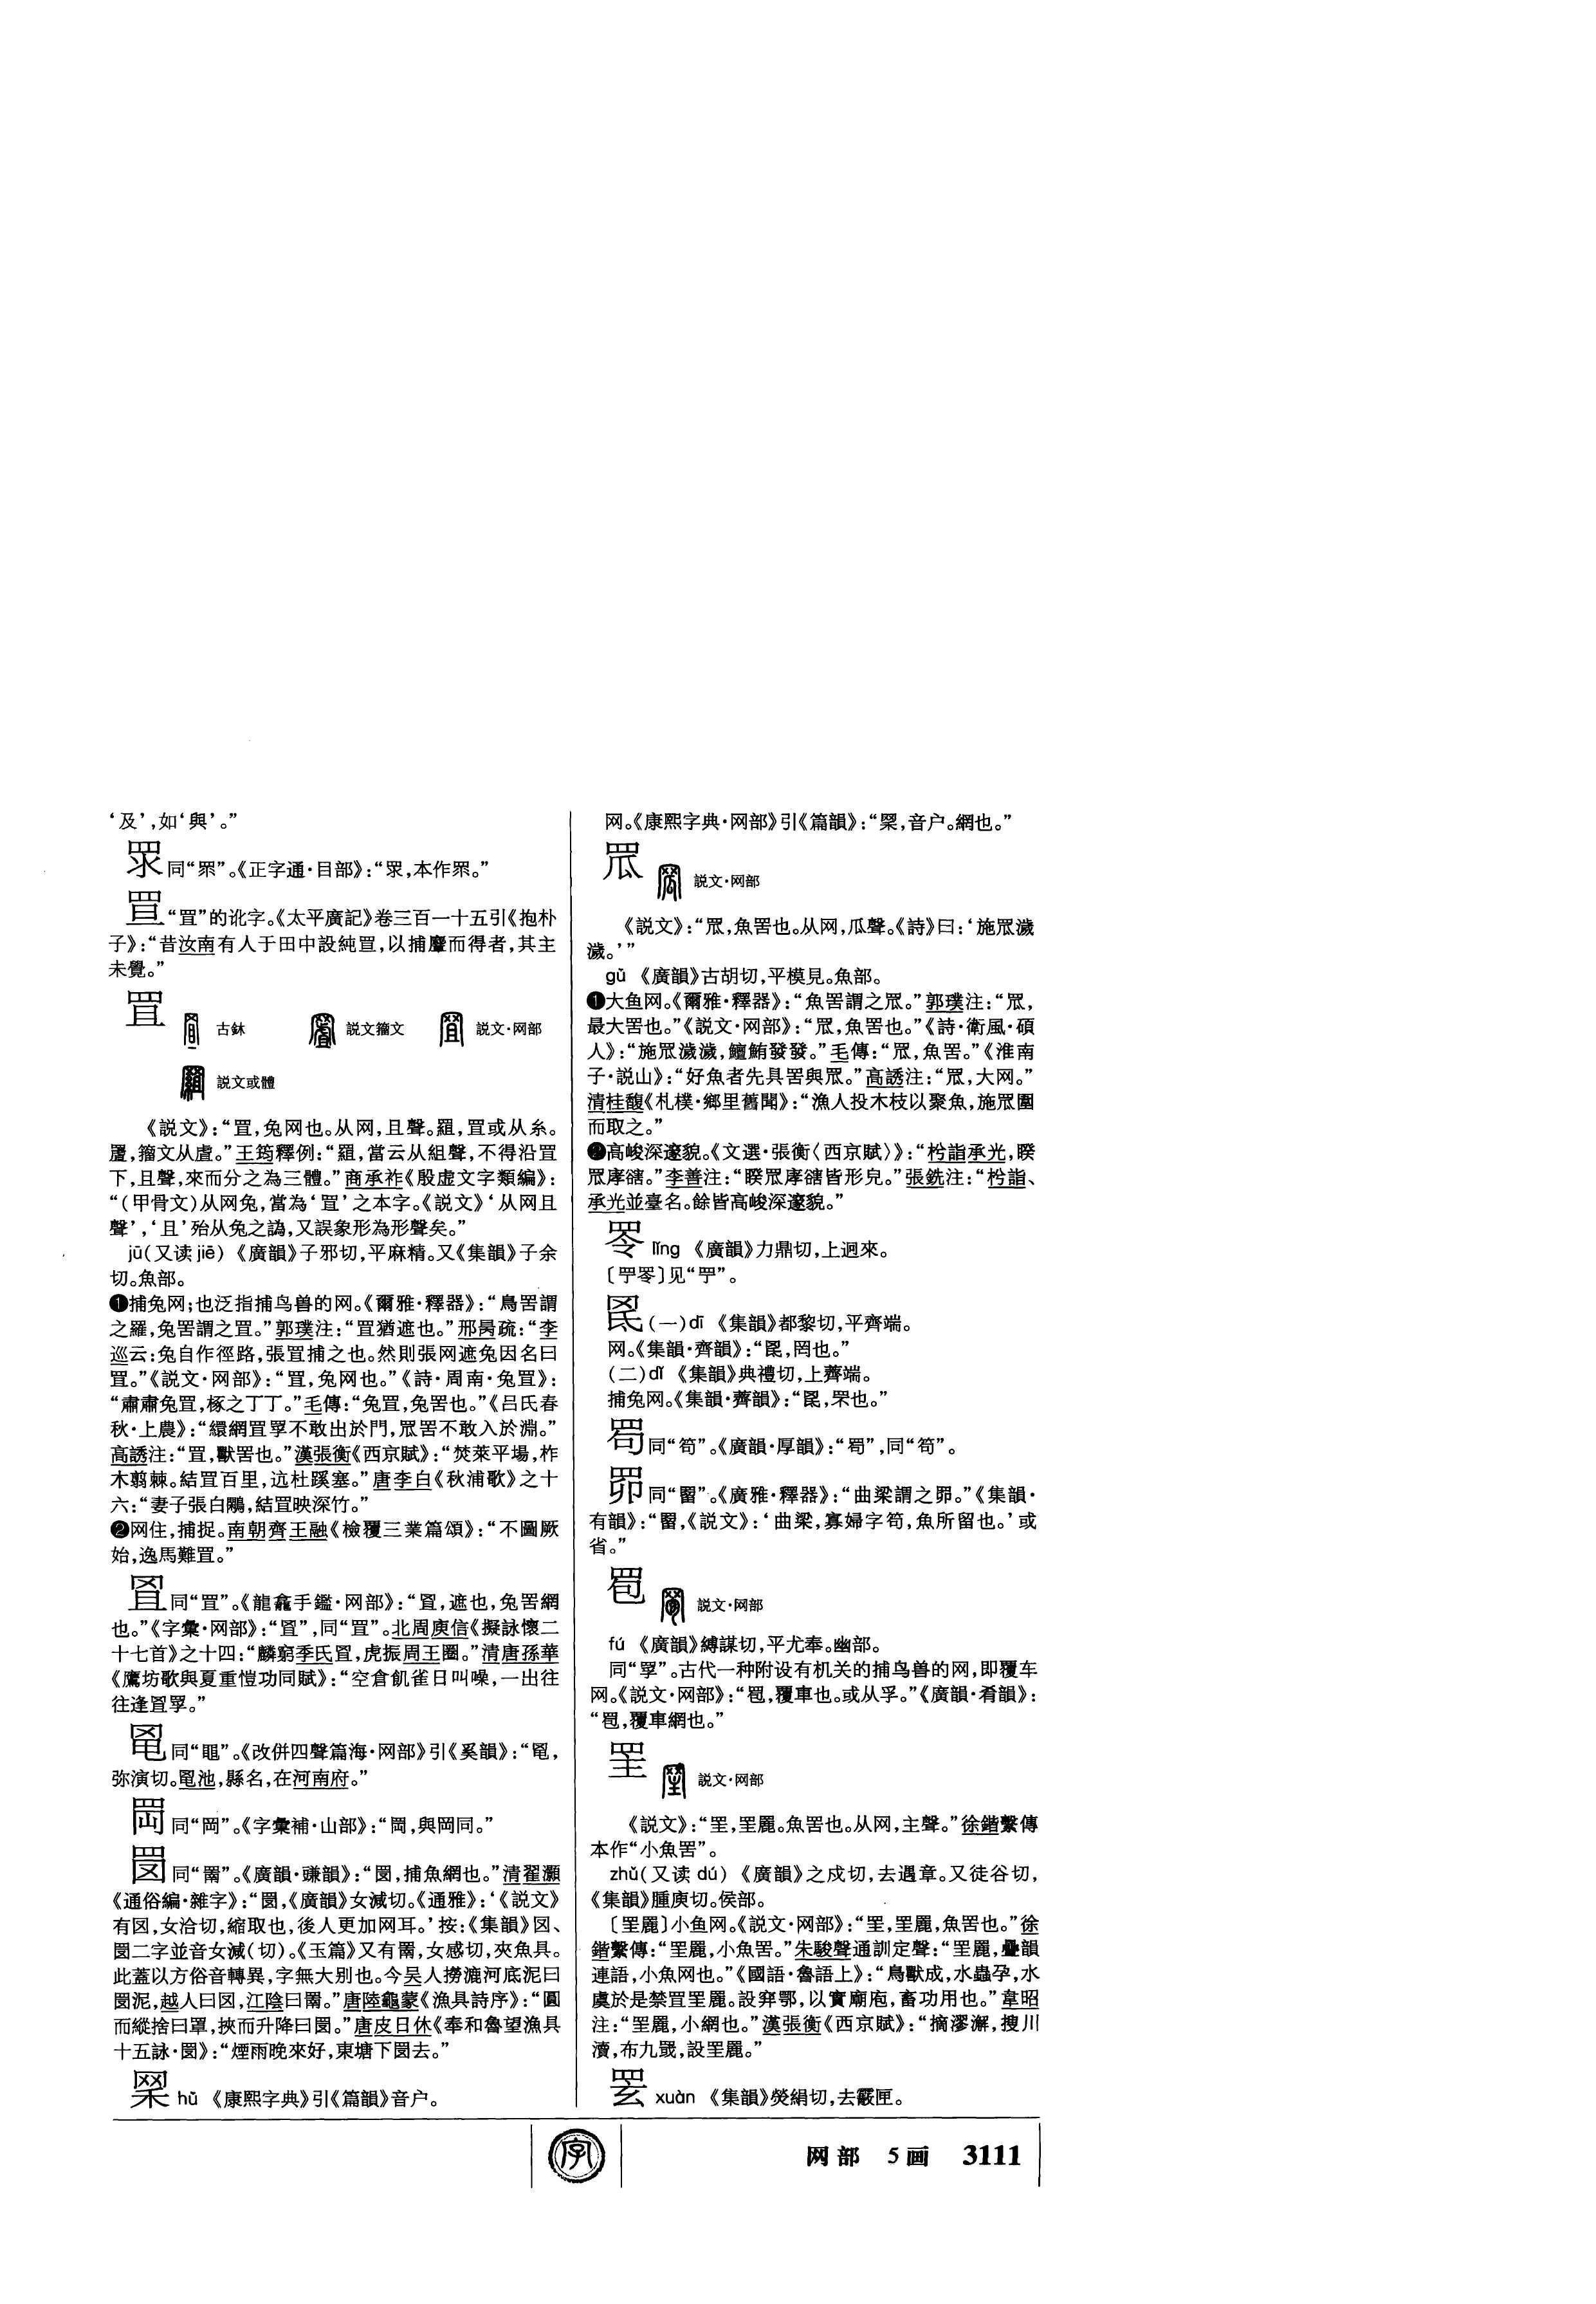 ‘及’，如‘與’。”
同“眾”。《正字通·目部》：“　，本作　。”
“罝”的讹字。《太平廣記》卷三百一十五引《抱朴
子》：“昔汝南有人于田中設純　，以捕麞而得者，其主
未覺。”
罝　古鉢　説文籀文　説文·网部
説文或體
《説文》：“罝，兔网也。从网，且聲。　，罝或从糸。
　，籀文从虘。”王筠釋例：“　，當云从組聲，不得沿罝
下，且聲，來而分之為三體。”商承祚《殷虚文字類編》：
“（甲骨文）从网兔，當為‘罝’之本字。《説文》‘从网且
聲’，‘且’殆从兔之譌，又誤象形為形聲矣。”
jū（又读 jiē）《廣韻》子邪切，平麻精。又《集韻》子余
切。魚部。
❶捕兔网；也泛指捕鸟兽的网。《爾雅·釋器》：“鳥罟謂
之羅，兔罟謂之罝。”郭璞注：“罝猶遮也。”邢昺疏：“李
巡云：兔自作徑路，張罝捕之也。然則張网遮兔因名曰
罝。”《説文·网部》：“罝，兔网也。”《詩·周南·兔罝》：
“肅肅兔罝，椓之丁丁。”毛傳：“兔罝，兔罟也。”《吕氏春
秋·上農》：“繯網罝罦不敢出於門，罛罟不敢入於淵。”
高誘注：“罝，獸罟也。”漢張衡《西京賦》：“焚萊平場，柞
木翦棘。結罝百里，迒杜蹊塞。”唐李白《秋浦歌》之十
六：“妻子張白鷴，結罝映深竹。”
❷网住，捕捉。南朝齊王融《檢覆三業篇頌》：“不圖厥
始，逸馬難罝。”
同“罝”。《龍龕手鑑·网部》：“　，遮也，兔罟網
也。”《字彙·网部》：“　”，同“罝”。北周庾信《擬詠懷二
十七首》之十四：“麟窮季氏　，虎振周王圈。”清唐孫華
《鷹坊歌與夏重愷功同賦》：“空倉飢雀日叫噪，一出往
往逢　罦。”
同“黽”。《改併四聲篇海·网部》引《奚韻》：“　，
弥演切。　池，縣名，在河南府。”
同“岡”。《字彙補·山部》：“　，與岡同。”
罱同“　”。《廣韻·豏韻》：“　，捕魚網也。”清翟灝
《通俗編·雜字》：“　，《廣韻》女減切。《通雅》：‘《説文》
有囡，女洽切，縮取也，後人更加网耳。’按：《集韻》囡、
　二字並音女減（切）。《玉篇》又有罱，女感切，夾魚具。
此蓋以方俗音轉異，字無大別也。今吴人撈漉河底泥曰
　泥，越人曰囡，江陰曰罱。”唐陸龜蒙《漁具詩序》：“圓
而縱捨曰罩，挾而升降曰　。”唐皮日休《奉和魯望漁具
十五詠·　》：“煙雨晚來好，東塘下　去。”
hǔ 《康熙字典》引《篇韻》音户。
网。《康熙字典·网部》引《篇韻》：“　，音户。網也。”
罛　説文·网部
《説文》：“罛，魚罟也。从网，瓜聲。《詩》曰：‘施罛濊
濊。’”
gū 《廣韻》古胡切，平模見。魚部。
❶大鱼网。《爾雅·釋器》：“魚罟謂之罛。”郭璞注：“罛，
最大罟也。”《説文·网部》：“罛，魚罟也。”《詩·衛風·碩
人》：“施罛濊濊，鱣鮪發發。”毛傳：“罛，魚罟。”《淮南
子·説山》：“好魚者先具罟與罛。”高誘注：“罛，大网。”
清桂馥《札樸·鄉里舊聞》：“漁人投木枝以聚魚，施罛圍
而取之。”
❷高峻深邃貌。《文選·張衡〈西京賦〉》：“枍詣承光，睽
罛庨豁。”李善注：“睽罛庨豁皆形皃。”張銑注：“枍詣、
承光並臺名。餘皆高峻深邃貌。”
lǐng 《廣韻》力鼎切，上迥來。
〔　　〕见“　”。
罠（一）dī 《集韻》都黎切，平齊端。
网。《集韻·齊韻》：“　，罔也。”
（二）dǐ 《集韻》典禮切，上薺端。
捕兔网。《集韻·薺韻》：“　，罘也。”
同“笱”。《廣韻·厚韻》：“　”，同“笱”。
同“罶”。《廣雅·釋器》：“曲梁謂之　。”《集韻·
有韻》：“罶，《説文》：‘曲梁，寡婦字笱，魚所留也。’或
省。”
説文·网部
fú 《廣韻》縛謀切，平尤奉。幽部。
同“罦”。古代一种附设有机关的捕鸟兽的网，即覆车
网。《説文·网部》：“　，覆車也。或从孚。”《廣韻·肴韻》：
“　，覆車網也。”
罜　説文·网部
《説文》：“罜，罜麗。魚罟也。从网，主聲。”徐鍇繫傳
本作“小魚罟”。
zhǔ（又读 dú）《廣韻》之戍切，去遇章。又徒谷切，
《集韻》腫庾切。侯部。
〔罜麗〕小鱼网。《説文·网部》：“罜，罜麗，魚罟也。”徐
鍇繫傳：“罜麗，小魚罟。”朱駿聲通訓定聲：“罜麗，疊韻
連語，小魚网也。”《國語·魯語上》：“鳥獸成，水蟲孕，水
虞於是禁罝罜麗。設穽鄂，以實廟庖，畜功用也。”韋昭
注：“罜麗，小網也。”漢張衡《西京賦》：“摘漻澥，搜川
瀆，布九罭，設罜麗。”
xuàn 《集韻》熒絹切，去霰匣。
网部　5画　3111